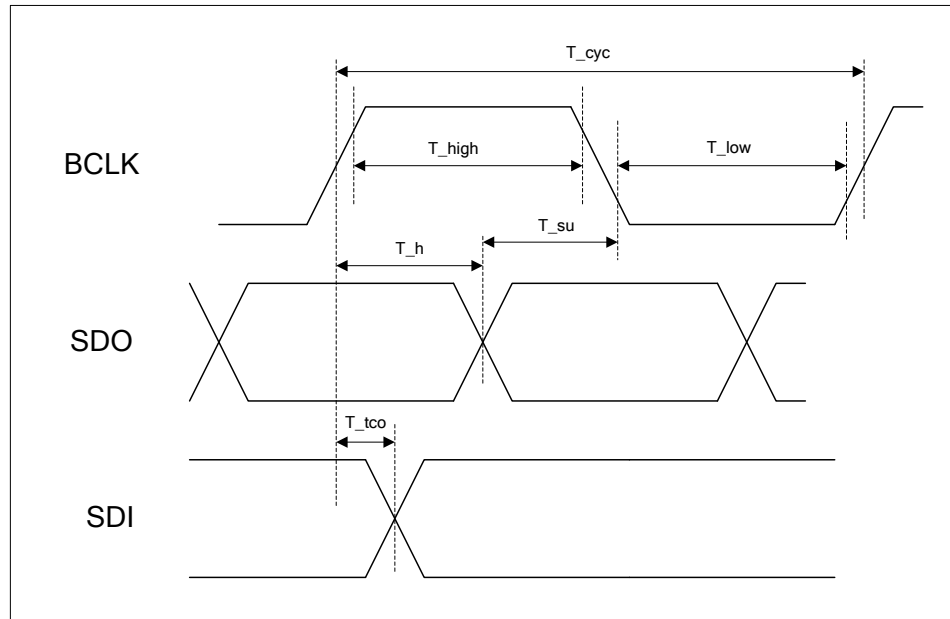 T_cyc
BCLK
T_high
T_low
T_su
T_h
SDO
T_tco
SDI